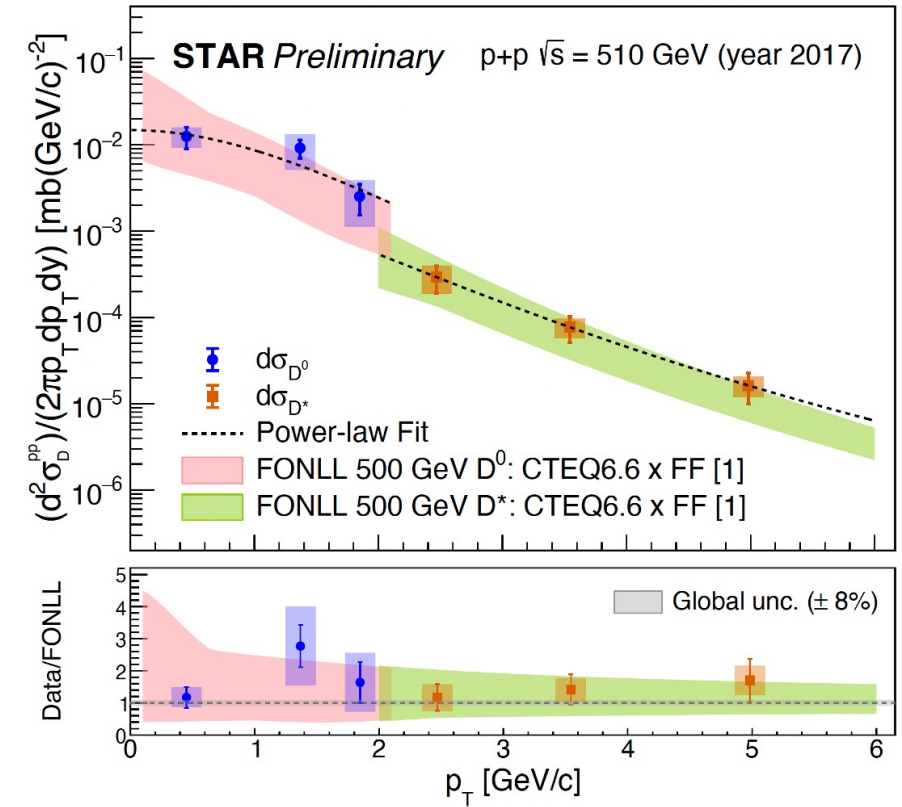 STAR Preliminary p+p √s = 510 GeV (year 2017)
(d²σ_D^pp)/(2πp_T dp_T dy) [mb(GeV/c)⁻²]
10⁻¹
10⁻²
10⁻³
10⁻⁴
10⁻⁵
10⁻⁶
dσ_D⁰
dσ_D*
Power-law Fit
FONLL 500 GeV D⁰: CTEQ6.6 x FF [1]
FONLL 500 GeV D*: CTEQ6.6 x FF [1]
Data/FONLL
5
4
3
2
1
0
Global unc. (± 8%)
0 1 2 3 4 5 6
p_T [GeV/c]